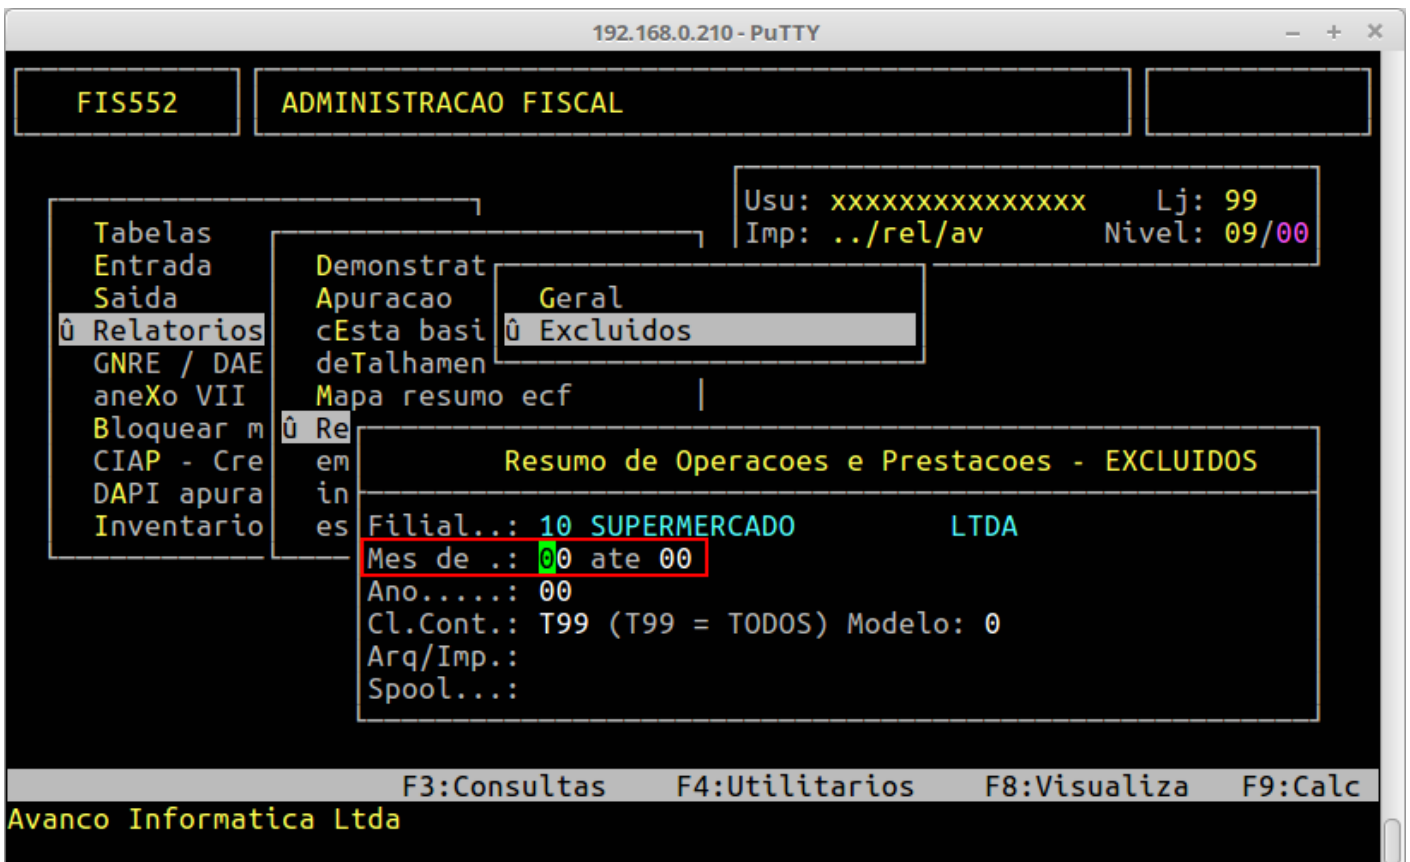 192.168.0.210 - PuTTY
FIS552 ADMINISTRACAO FISCAL
Usu: xxxxxxxxxxxxxxx Lj: 99
Imp: ../rel/av Nivel: 09/00
Tabelas
Entrada
Saida
û Relatorios
GNRE / DAE
aneXo VII
Bloquear m
CIAP - Cre
DAPI apura
Inventario
Demonstrat
Apuracao
cEsta basi
deTalhamen
Mapa resumo ecf
û Re
em
in
es
Geral
û Excluidos
Resumo de Operacoes e Prestacoes - EXCLUIDOS
Filial..: 10 SUPERMERCADO LTDA
Mes de .: 00 ate 00
Ano.....: 00
Cl.Cont.: T99 (T99 = TODOS) Modelo: 0
Arq/Imp.:
Spool...:
F3:Consultas F4:Utilitarios F8:Visualiza F9:Calc
Avanco Informatica Ltda